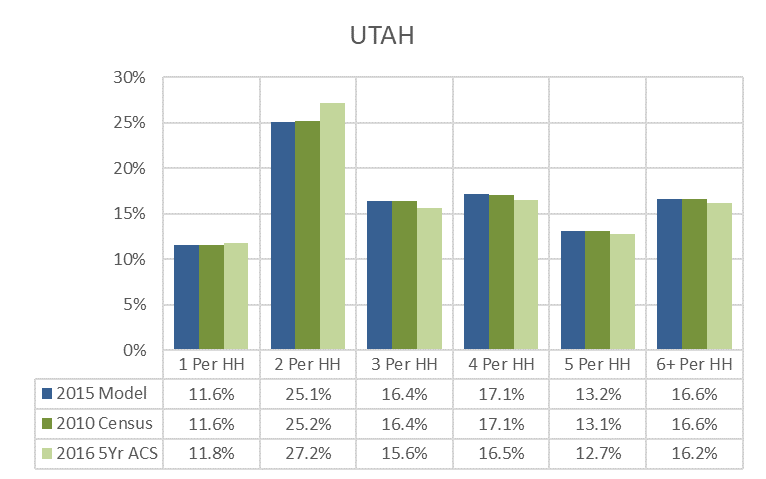 UTAH
30%
25%
20%
15%
10%
5%
0%
1 Per HH 2 Per HH 3 Per HH 4 Per HH 5 Per HH 6+ Per HH
2015 Model 11.6% 25.1% 16.4% 17.1% 13.2% 16.6%
2010 Census 11.6% 25.2% 16.4% 17.1% 13.1% 16.6%
2016 5Yr ACS 11.8% 27.2% 15.6% 16.5% 12.7% 16.2%